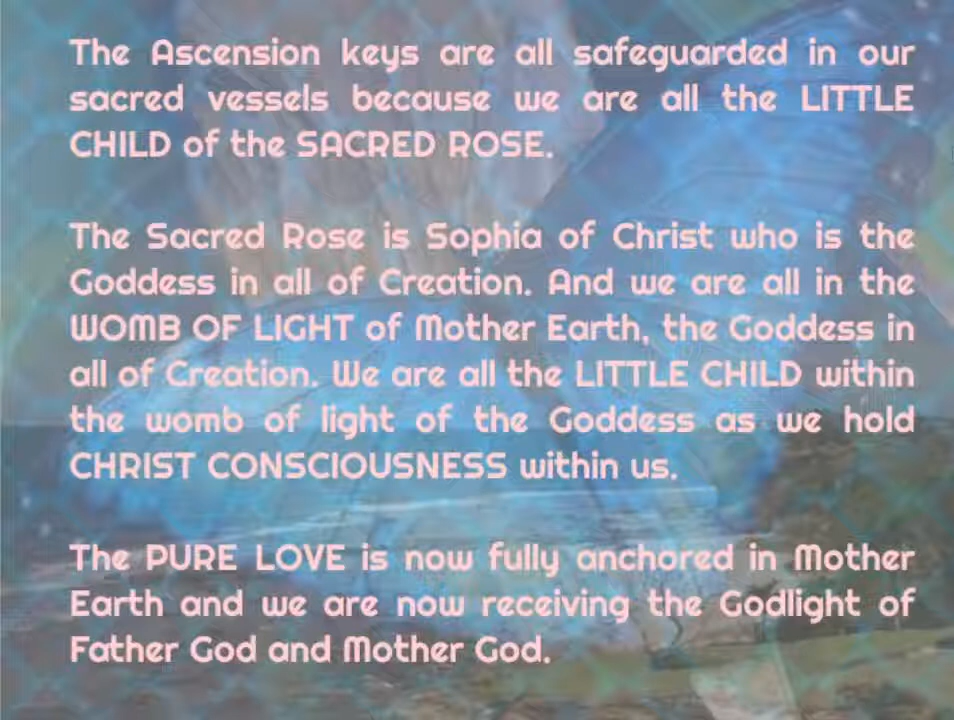 The Ascension keys are all safeguarded in our
sacred vessels because we are all the LITTLE
CHILD of the SACRED ROSE.
The Sacred Rose is Sophia of Christ who is the
Goddess in all of Creation. And we are all in the
WOMB OF LIGHT of Mother Earth, the Goddess in
all of Creation. We are all the LITTLE CHILD within
the womb of light of the Goddess as we hold
CHRIST CONSCIOUSNESS within us.
The PURE LOVE is now fully anchored in Mother
Earth and we are now receiving the Godlight of
Father God and Mother God.